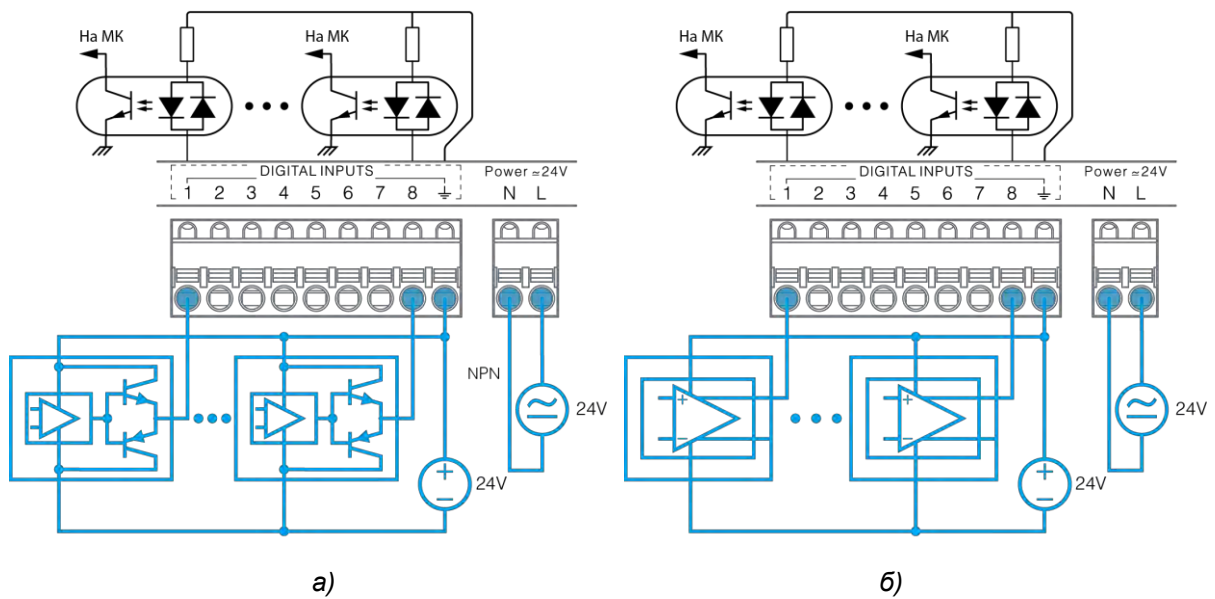 На МК На МК На МК На МК
DIGITAL INPUTS Power ≃24V DIGITAL INPUTS Power ≃24V
1 2 3 4 5 6 7 8 ⏚ N L 1 2 3 4 5 6 7 8 ⏚ N L
NPN
24V 24V
+ − + −
24V 24V
+ − + −
а) б)